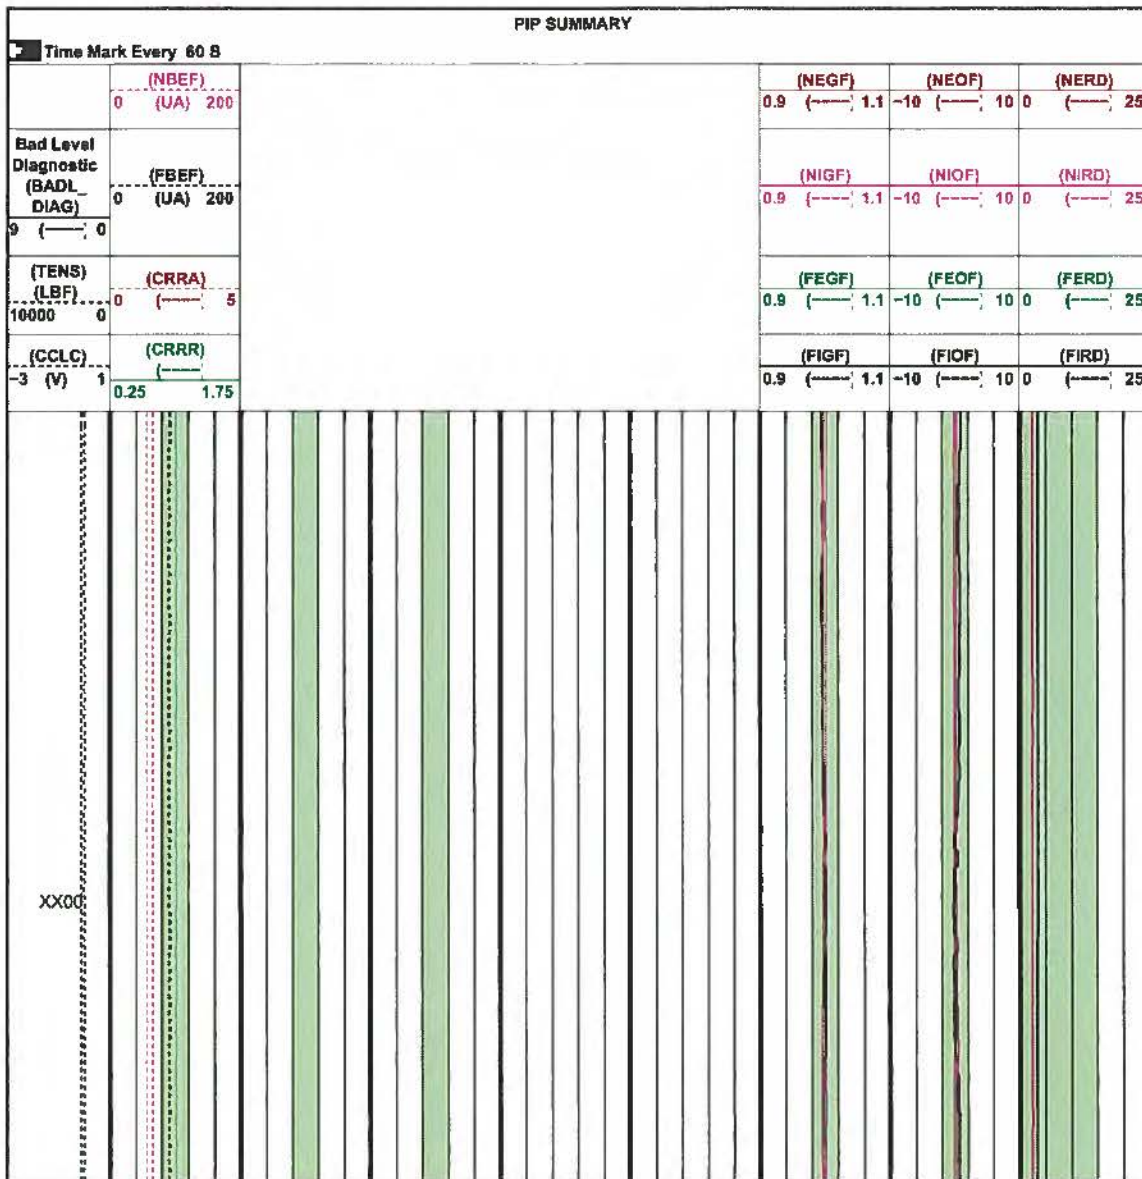 PIP SUMMARY
Time Mark Every 60 S
(NBEF)
0 (UA) 200
(NEGF)
0.9 (----) 1.1
(NEOF)
-10 (----) 10
(NERD)
0 (----) 25
Bad Level
Diagnostic
(BADL_
DIAG)
9 (----) 0
(FBEF)
0 (UA) 200
(NIGF)
0.9 (----) 1.1
(NIOF)
-10 (----) 10
(NIRD)
0 (----) 25
(TENS)
(LBF)
10000 0
(CRRA)
0 (----) 5
(FEGF)
0.9 (----) 1.1
(FEOF)
-10 (----) 10
(FERD)
0 (----) 25
(CCLC)
-3 (V) 1
(CRRR)
(----)
0.25 1.75
(FIGF)
0.9 (----) 1.1
(FIOF)
-10 (----) 10
(FIRD)
0 (----) 25
XX00